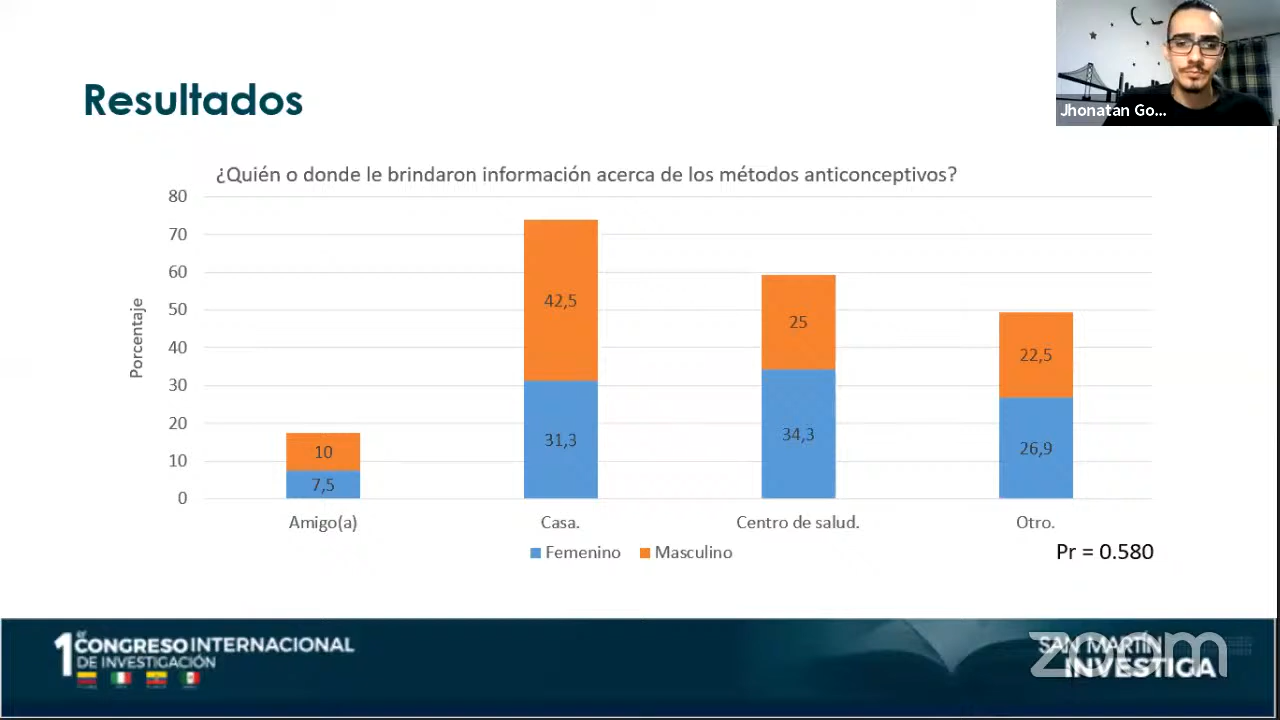 Resultados
Jhonatan Go...
¿Quién o donde le brindaron información acerca de los métodos anticonceptivos?
80
70
60
50
40
30
20
10
0
Porcentaje
10
7,5
42,5
31,3
25
34,3
22,5
26,9
Amigo(a)
Casa.
Centro de salud.
Otro.
Femenino
Masculino
Pr = 0.580
1er CONGRESO INTERNACIONAL
DE INVESTIGACIÓN
SAN MARTÍN
INVESTIGA
zoom